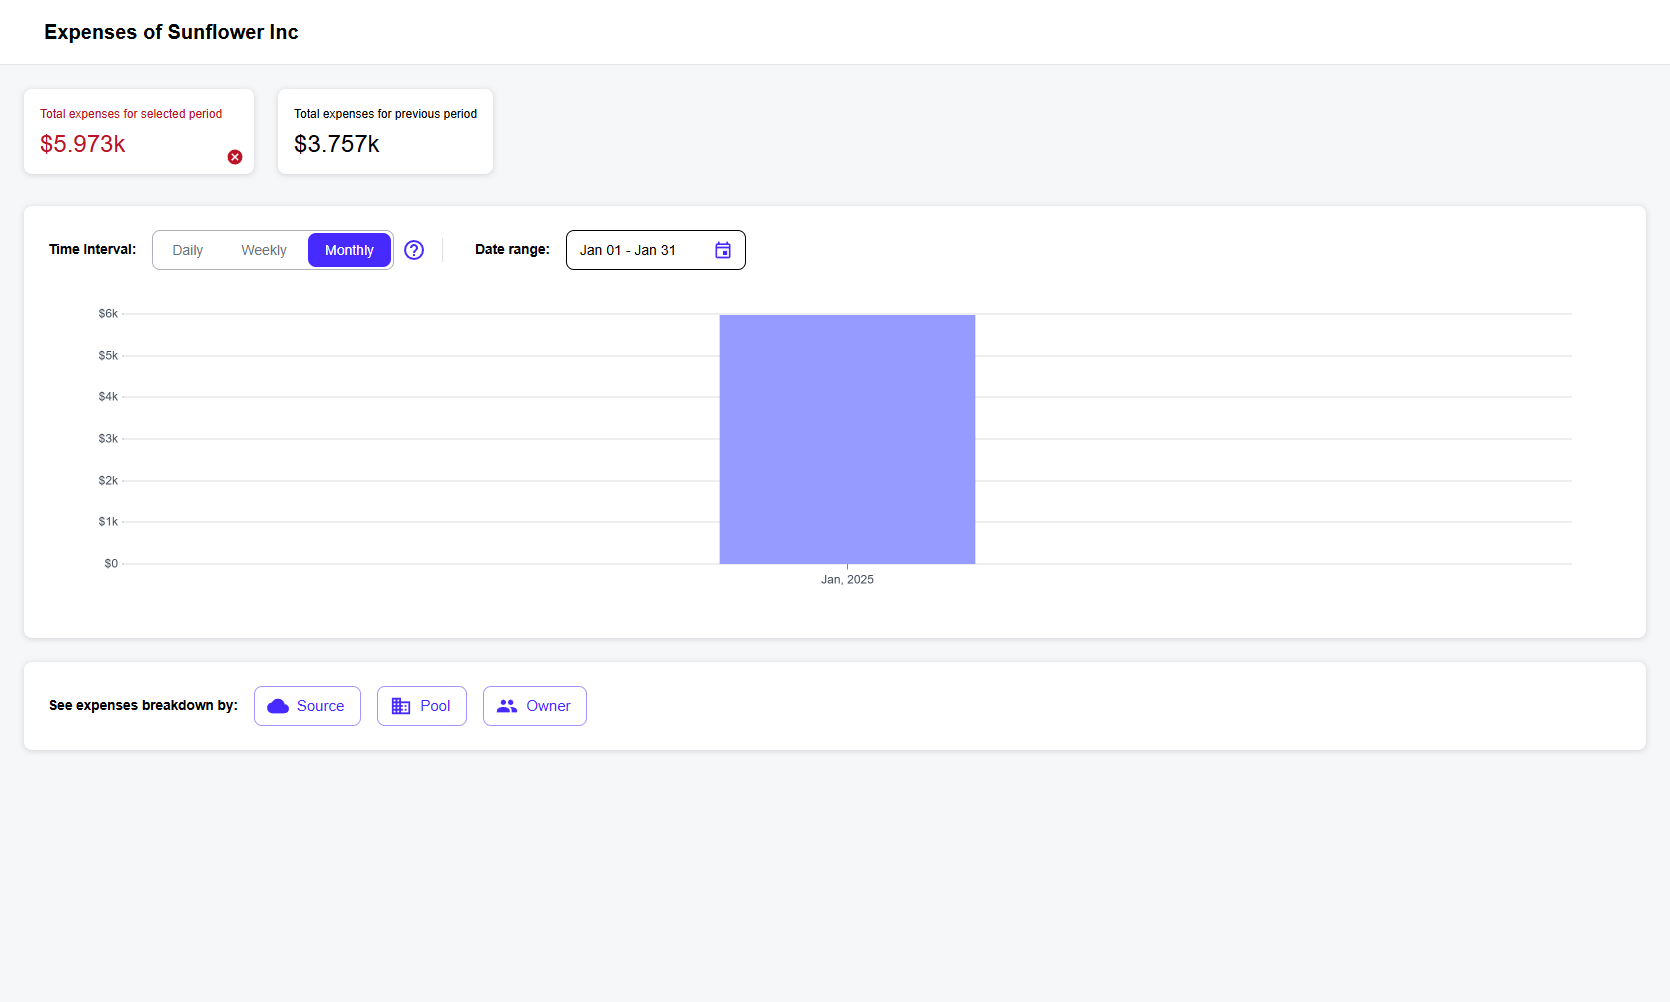 Expenses of Sunflower Inc
Total expenses for selected period
$5.973k
Total expenses for previous period
$3.757k
Time Interval: Daily Weekly Monthly Date range: Jan 01 - Jan 31
$6k
$5k
$4k
$3k
$2k
$1k
$0
Jan, 2025
See expenses breakdown by: Source Pool Owner